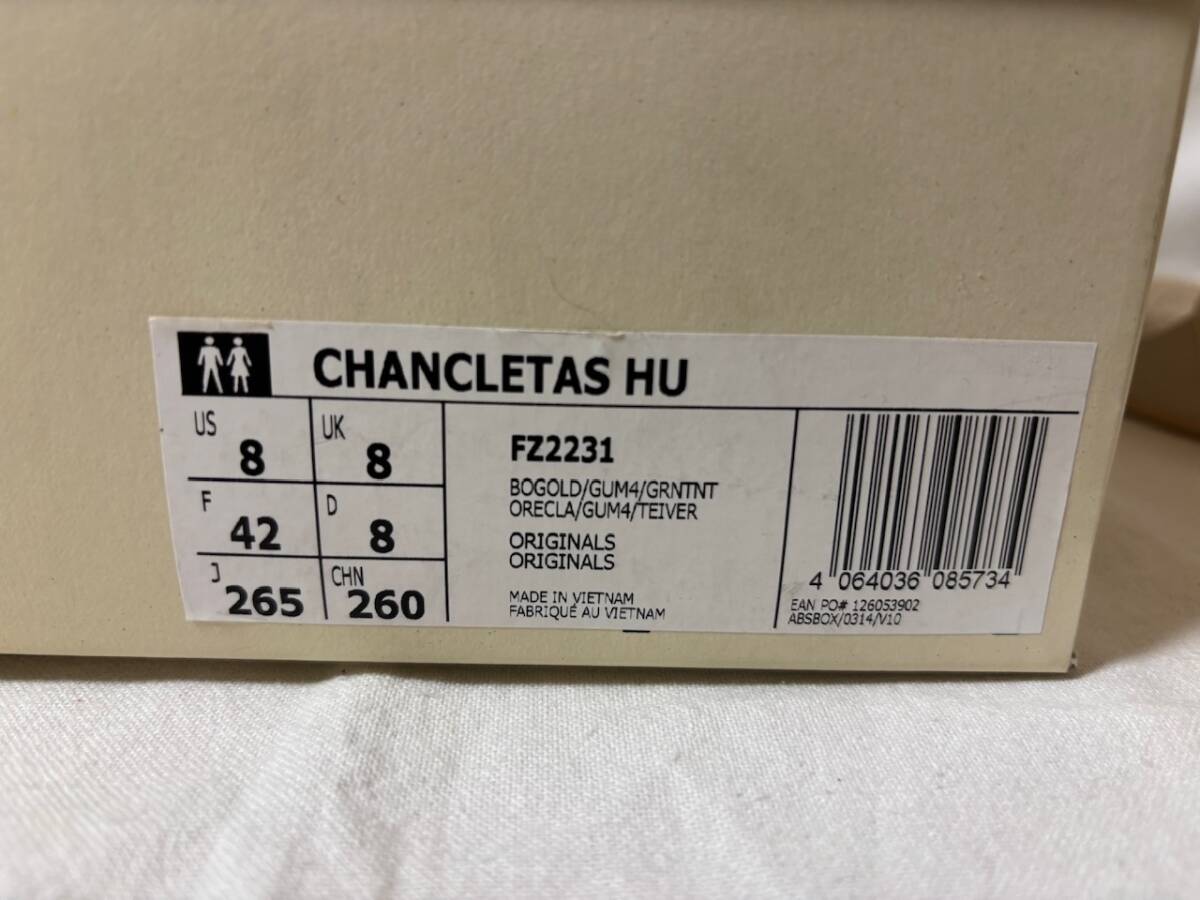 CHANCLETAS HU
US 8 UK 8
F 42 D 8
J 265 CHN 260
FZ2231
BOGOLD/GUM4/GRNTNT
ORECLA/GUM4/TEIVER
ORIGINALS
ORIGINALS
MADE IN VIETNAM
FABRIQUÉ AU VIETNAM
4 064036 085734
EAN PO# 126053902
ABSBOX/0314/V10